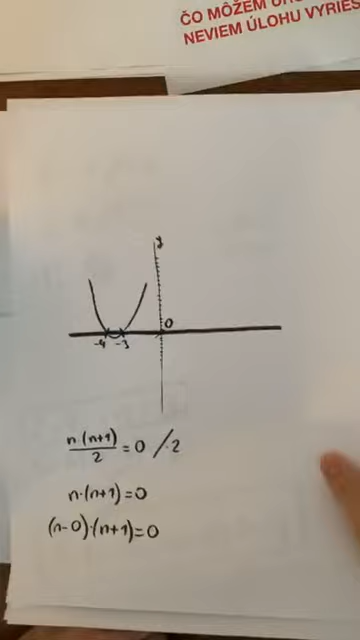 ČO MÔŽEM
NEVIEM ÚLOHU VYRIEŠ
y
0
-4 -3
n·(n+1)/2 = 0 /·2
n·(n+1)=0
(n-0)·(n+1)=0